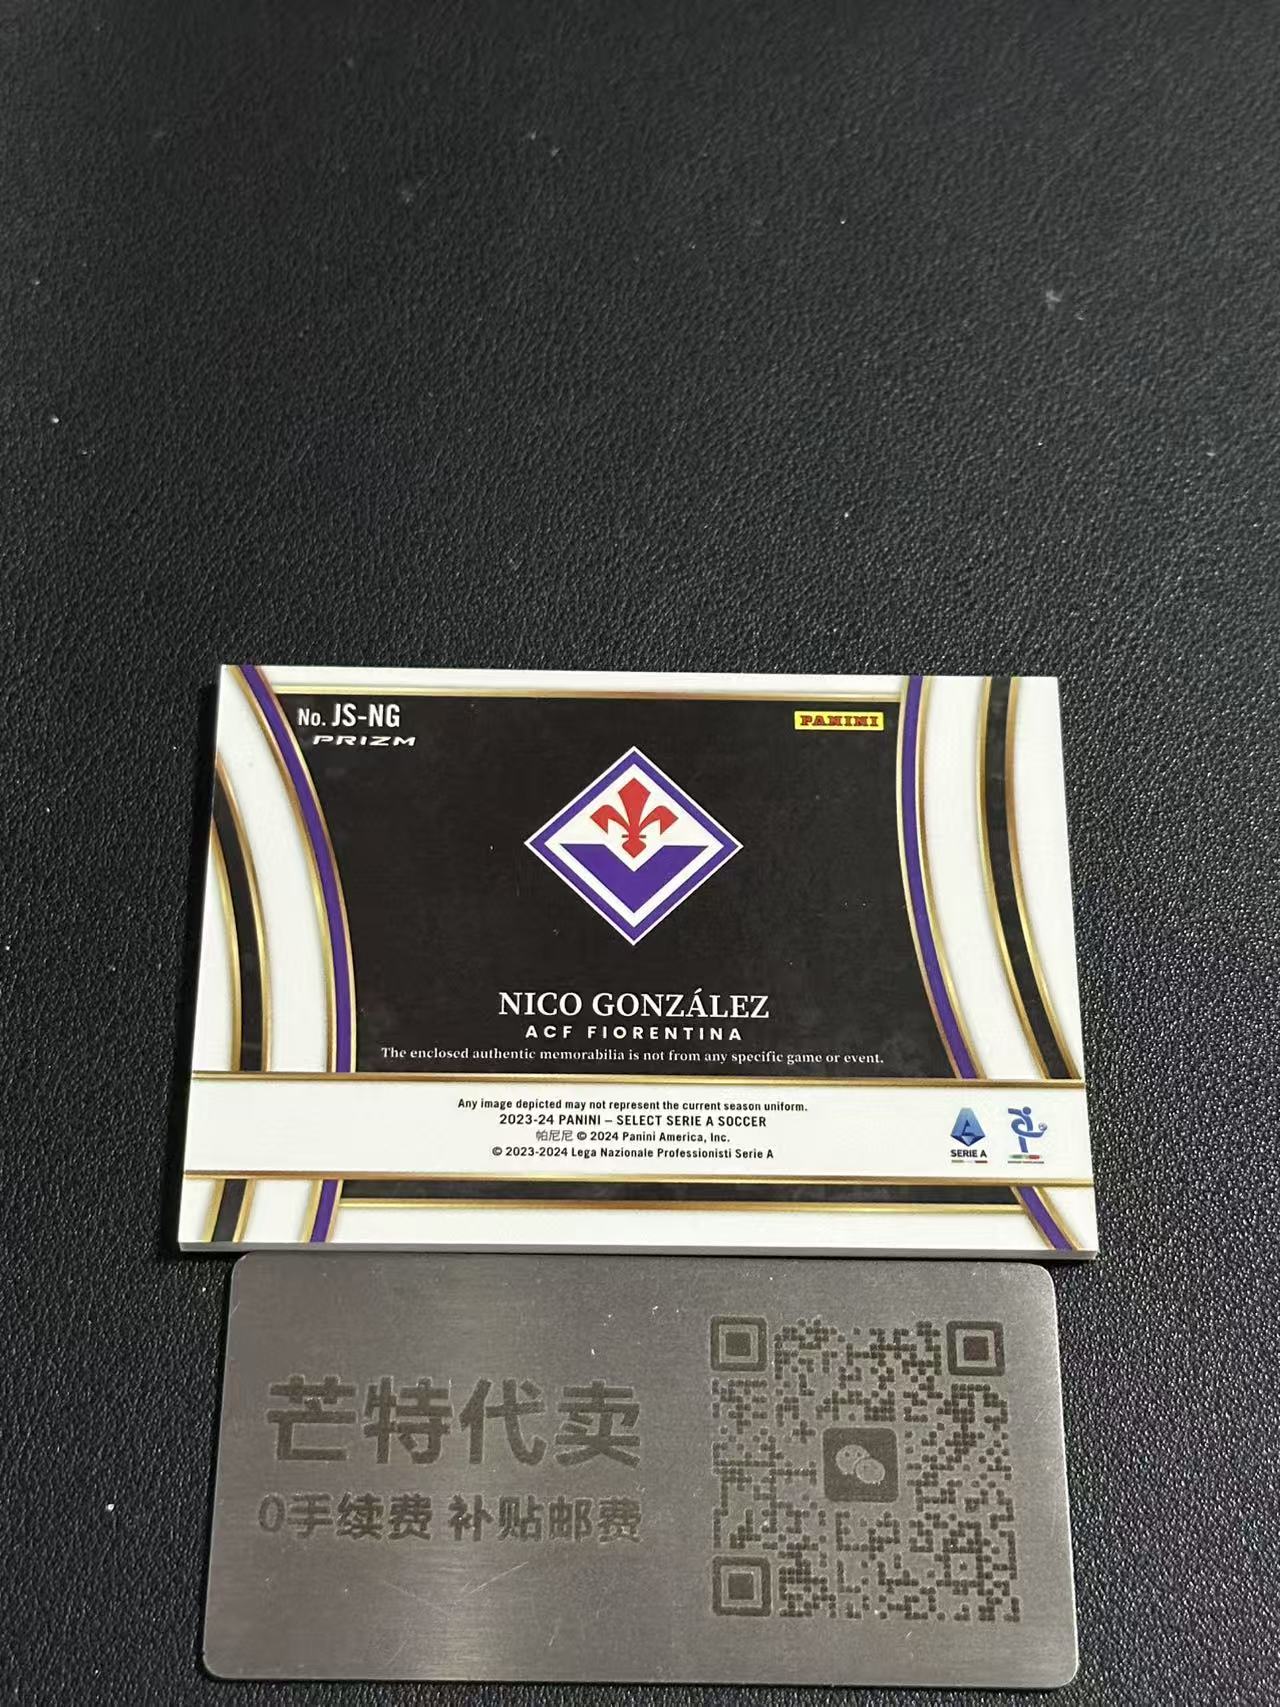 No. JS-NG
PRIZM
PANINI
NICO GONZÁLEZ
ACF FIORENTINA
The enclosed authentic memorabilia is not from any specific game or event.
Any image depicted may not represent the current season uniform.
2023-24 PANINI – SELECT SERIE A SOCCER
帕尼尼 © 2024 Panini America, Inc.
© 2023-2024 Lega Nazionale Professionisti Serie A
SERIE A
芒特代卖
0手续费 补贴邮费